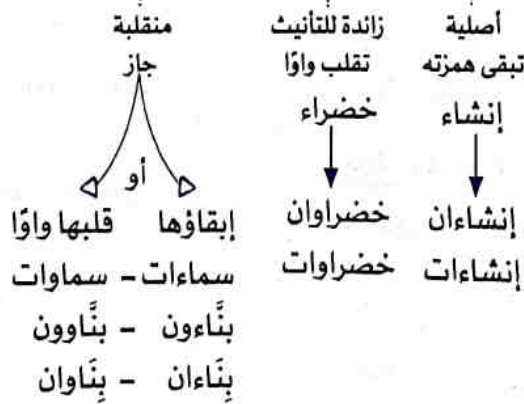 أصلية
تبقى همزته
إنشاء
إنشاءان
إنشاءات
زائدة للتأنيث
تقلب واوًا
خضراء
خضراوان
خضراوات
منقلبة
جاز
أو
إبقاؤها قلبها واوًا
سماءات – سماوات
بنَّاءون – بنَّاوون
بِنَاءان – بِنَاوان